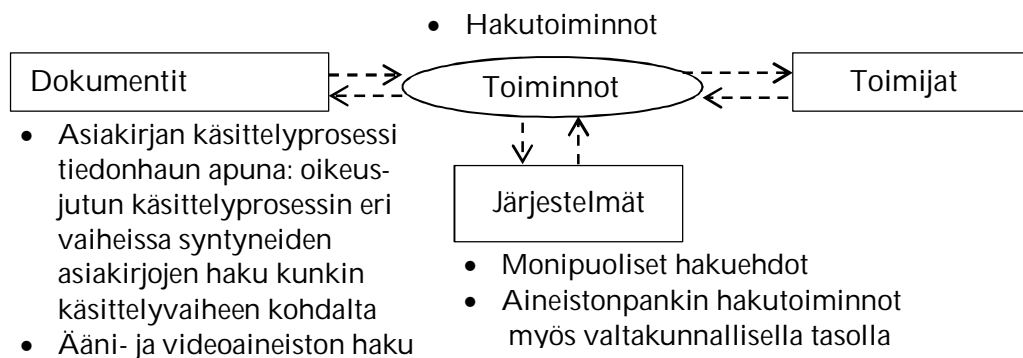 • Hakutoiminnot
Dokumentit
Toiminnot
Toimijat
• Asiakirjan käsittelyprosessi
tiedonhaun apuna: oikeus-
jutun käsittelyprosessin eri
vaiheissa syntyneiden
asiakirjojen haku kunkin
käsittelyvaiheen kohdalta
• Ääni- ja videoaineiston haku
Järjestelmät
• Monipuoliset hakuehdot
• Aineistonpankin hakutoiminnot
myös valtakunnallisella tasolla